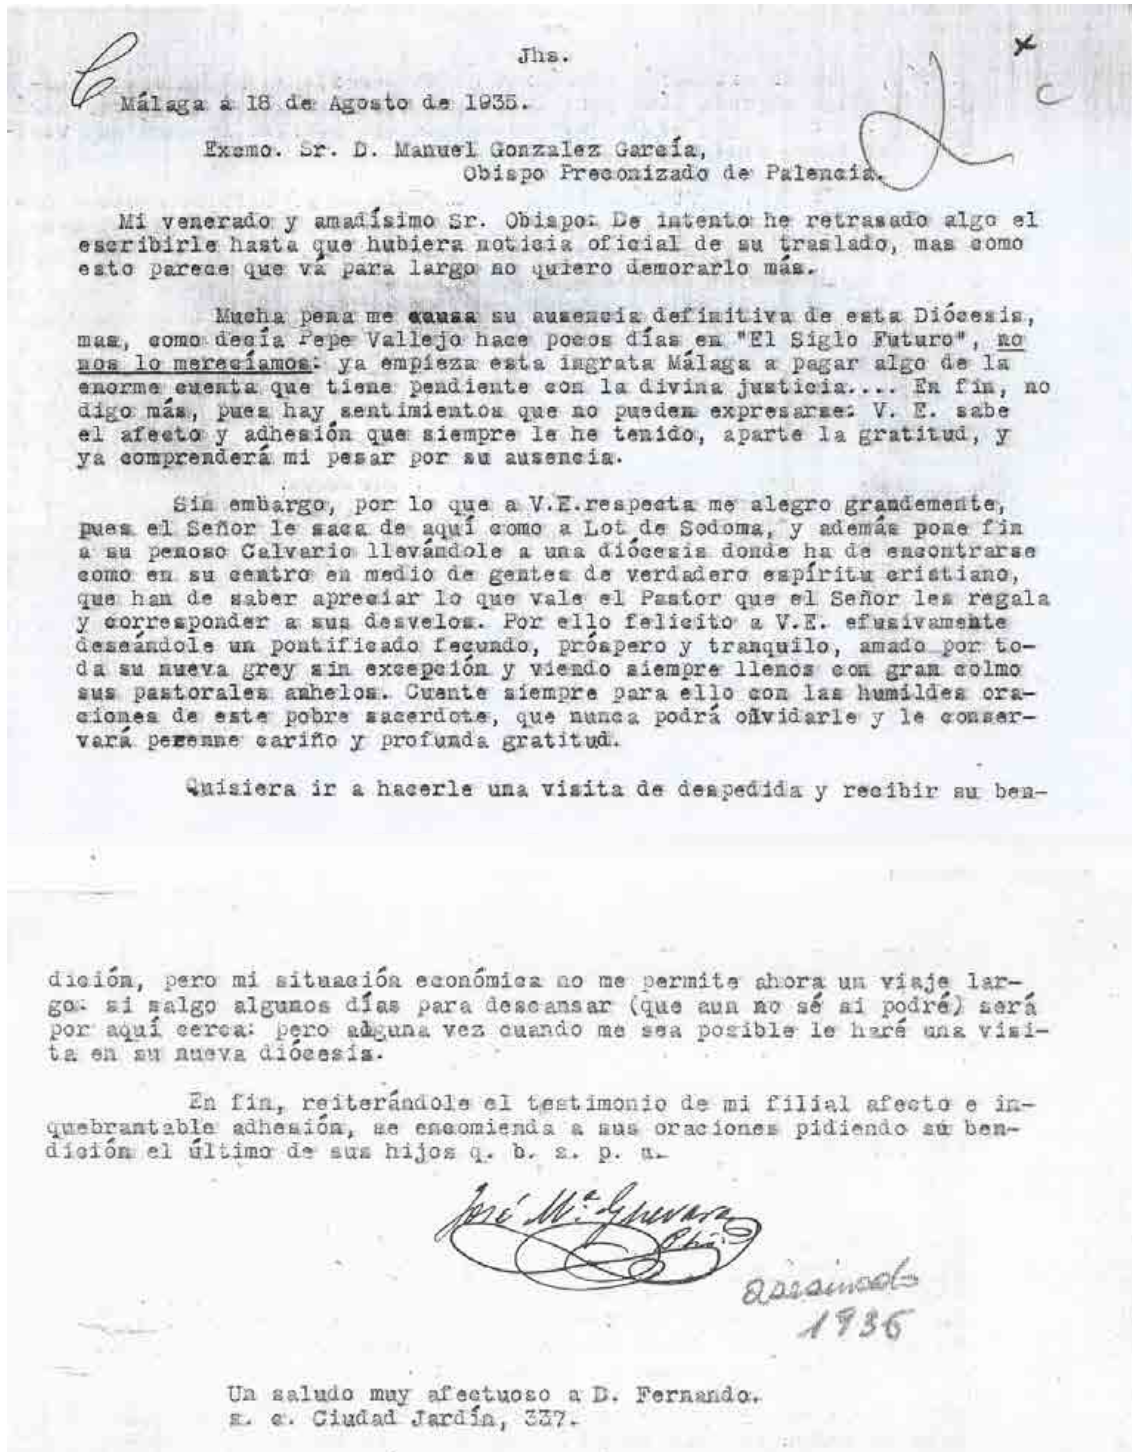 Jhs.
Málaga a 18 de Agosto de 1935.
Excmo. Sr. D. Manuel Gonzalez García,
Obispo Preconizado de Palencia.
Mi venerado y amadísimo Sr. Obispo: De intento he retrasado algo el
escribirle hasta que hubiera noticia oficial de su traslado, mas como
esto parece que vá para largo no quiero demorarlo más.
Mucha pena me causa su ausencia definitiva de esta Diócesis,
mas, como decía Pepe Vallejo hace pocos días en "El Siglo Futuro", no
nos lo merecíamos: ya empieza esta ingrata Málaga a pagar algo de la
enorme cuenta que tiene pendiente con la divina justicia.... En fin, no
digo más, pues hay sentimientos que no pueden expresarse: V. E. sabe
el afecto y adhesión que siempre le he tenido, aparte la gratitud, y
ya comprenderá mi pesar por su ausencia.
Sin embargo, por lo que a V.E.respecta me alegro grandemente,
pues el Señor le saca de aquí como a Lot de Sodoma, y además pone fin
a su penoso Calvario llevándole a una diócesis donde ha de encontrarse
como en su centro en medio de gentes de verdadero espíritu cristiano,
que han de saber apreciar lo que vale el Pastor que el Señor les regala
y corresponder a sus desvelos. Por ello felicito a V.E. efusivamente
deseándole un pontificado fecundo, próspero y tranquilo, amado por to-
da su nueva grey sin excepción y viendo siempre llenos con gran colmo
sus pastorales anhelos. Cuente siempre para ello con las humildes ora-
ciones de este pobre sacerdote, que nunca podrá olvidarle y le conser-
vará perenne cariño y profunda gratitud.
Quisiera ir a hacerle una visita de despedida y recibir su ben-
dición, pero mi situación económica no me permite ahora un viaje lar-
go: si salgo algunos días para descansar (que aun no sé si podré) será
por aquí cerca: pero alguna vez cuando me sea posible le haré una visi-
ta en su nueva diócesis.
En fin, reiterándole el testimonio de mi filial afecto e in-
quebrantable adhesión, se encomienda a sus oraciones pidiendo su ben-
dición el último de sus hijos q. b. s. p. a.
José Mª Guevara
Pbro.
asesinado
1936
Un saludo muy afectuoso a D. Fernando.
s. c. Ciudad Jardín, 337.